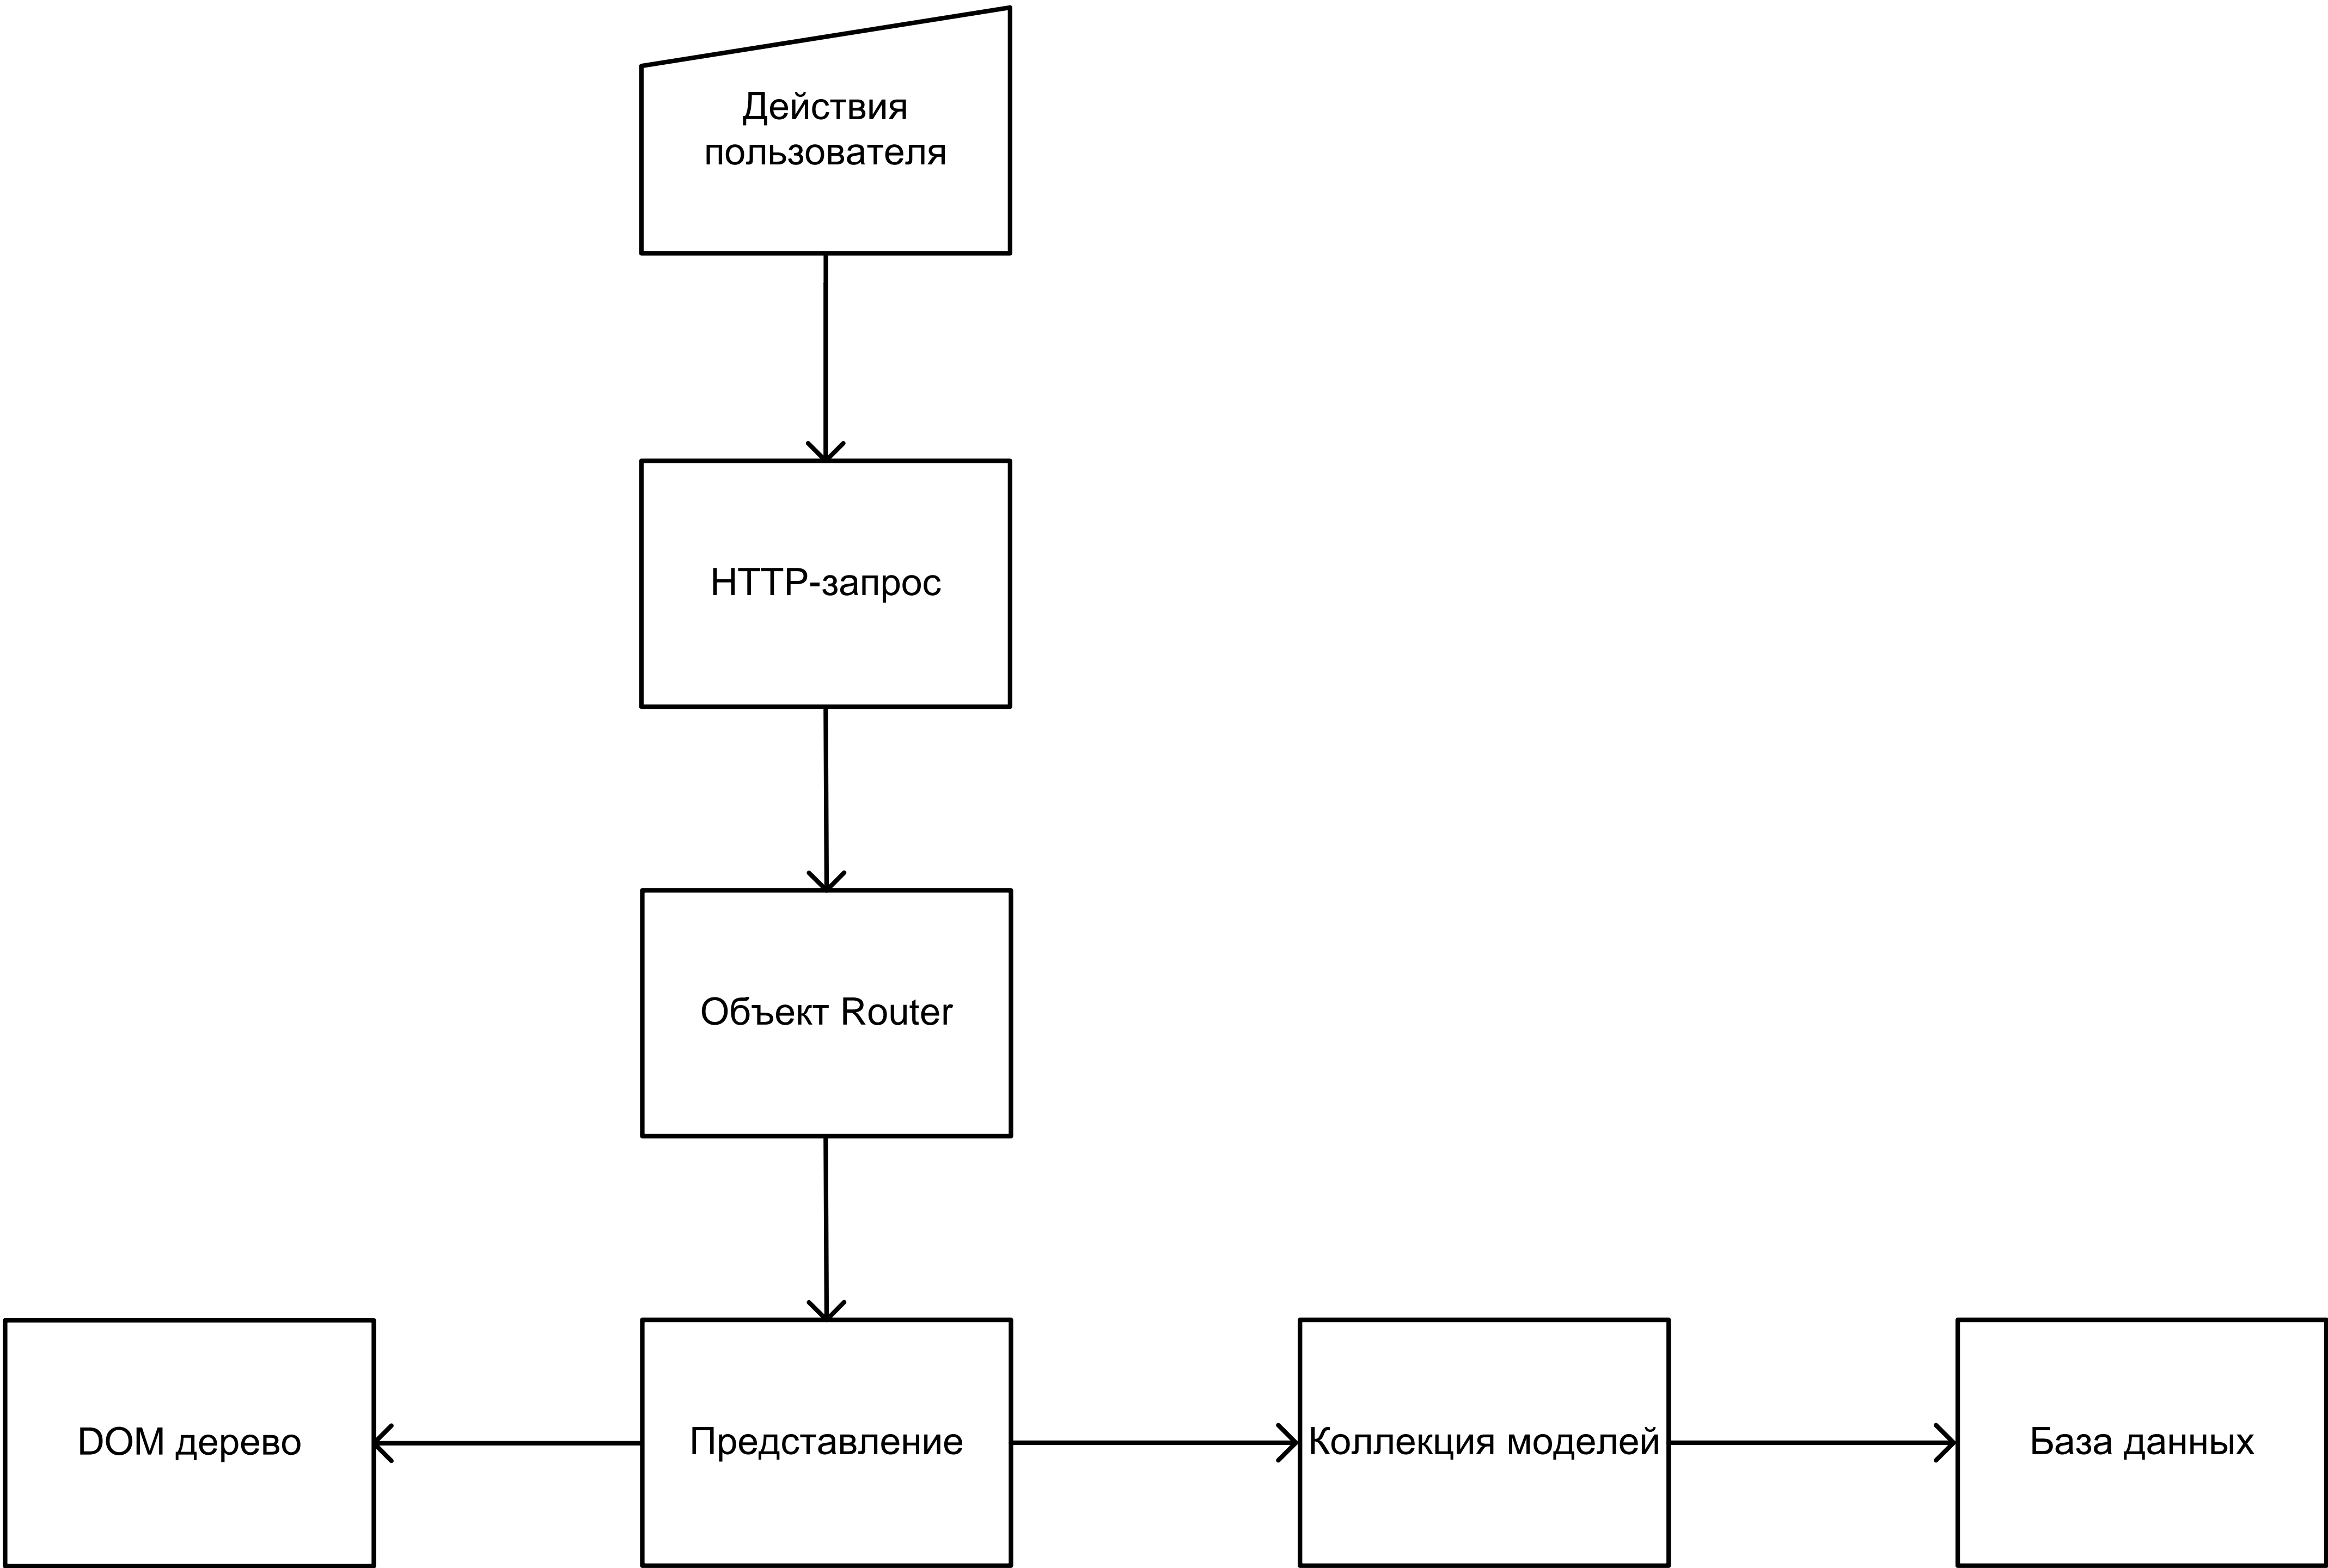 Действия
пользователя
HTTP-запрос
Объект Router
DOM дерево
Представление
Коллекция моделей
База данных